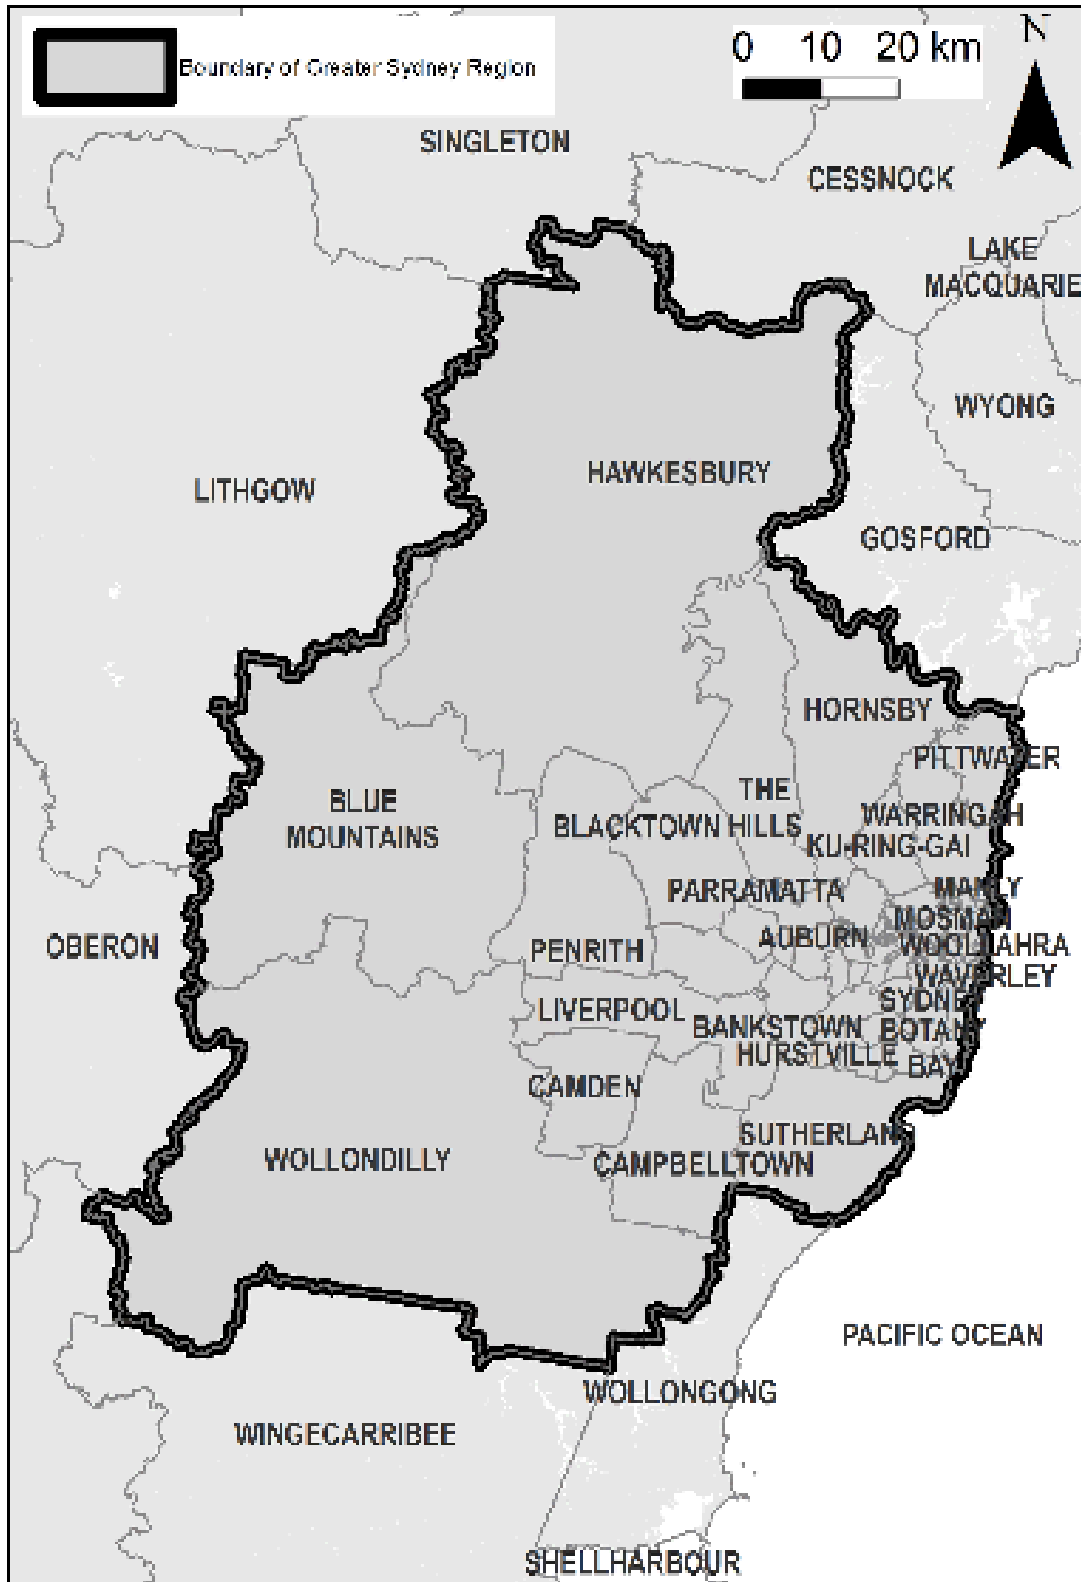 Boundary of Greater Sydney Region
0 10 20 km
N
SINGLETON
CESSNOCK
LAKE
MACQUARIE
WYONG
HAWKESBURY
LITHGOW
GOSFORD
HORNSBY
PITTWATER
THE
HILLS
BLUE
MOUNTAINS
BLACKTOWN
WARRINGAH
KU-RING-GAI
PARRAMATTA
MANLY
MOSMAN
AUBURN
WOOLLAHRA
OBERON
PENRITH
WAVERLEY
LIVERPOOL
SYDNEY
BANKSTOWN
BOTANY
BAY
HURSTVILLE
CAMDEN
SUTHERLAND
WOLLONDILLY
CAMPBELLTOWN
PACIFIC OCEAN
WOLLONGONG
WINGECARRIBEE
SHELLHARBOUR